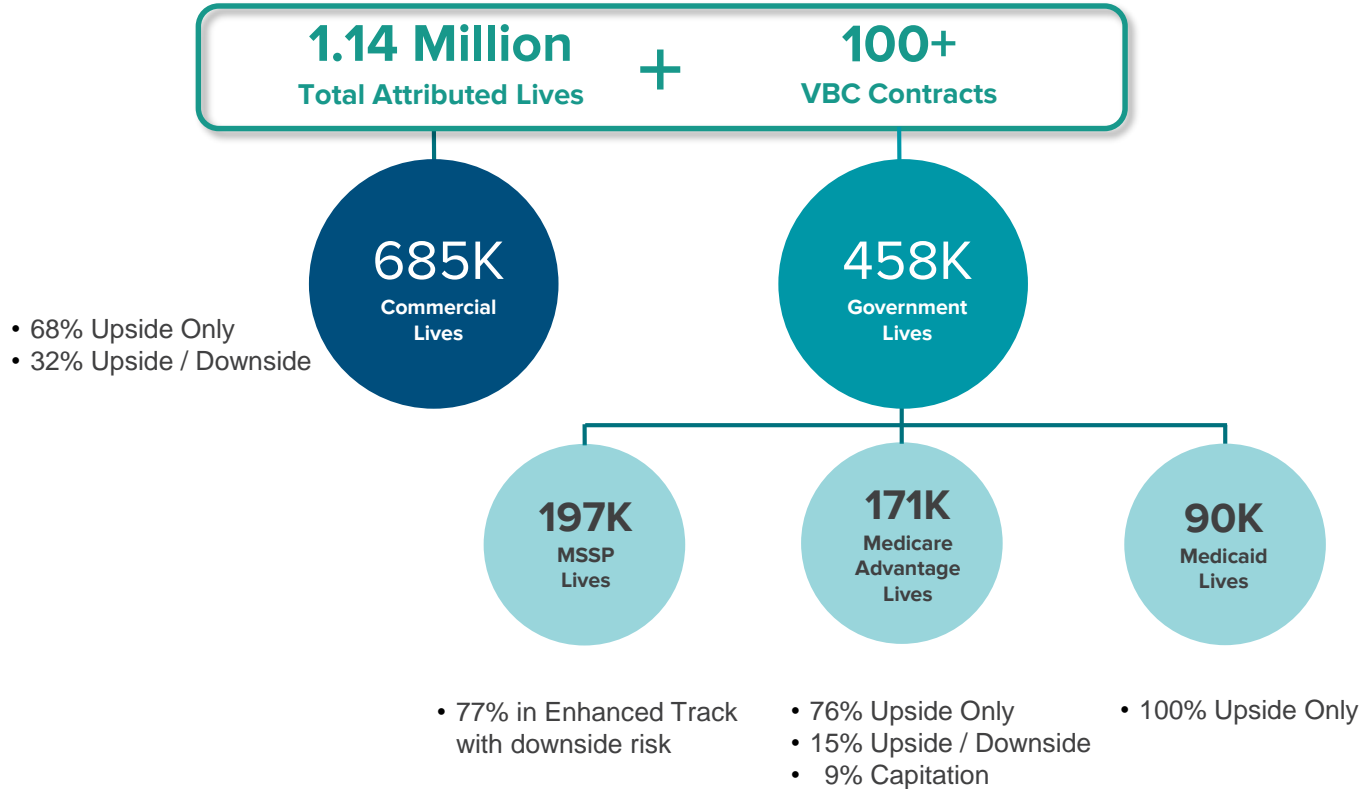 1.14 Million
Total Attributed Lives
+
100+
VBC Contracts
685K
Commercial
Lives
• 68% Upside Only
• 32% Upside / Downside
458K
Government
Lives
197K
MSSP
Lives
• 77% in Enhanced Track
with downside risk
171K
Medicare
Advantage
Lives
• 76% Upside Only
• 15% Upside / Downside
• 9% Capitation
90K
Medicaid
Lives
• 100% Upside Only